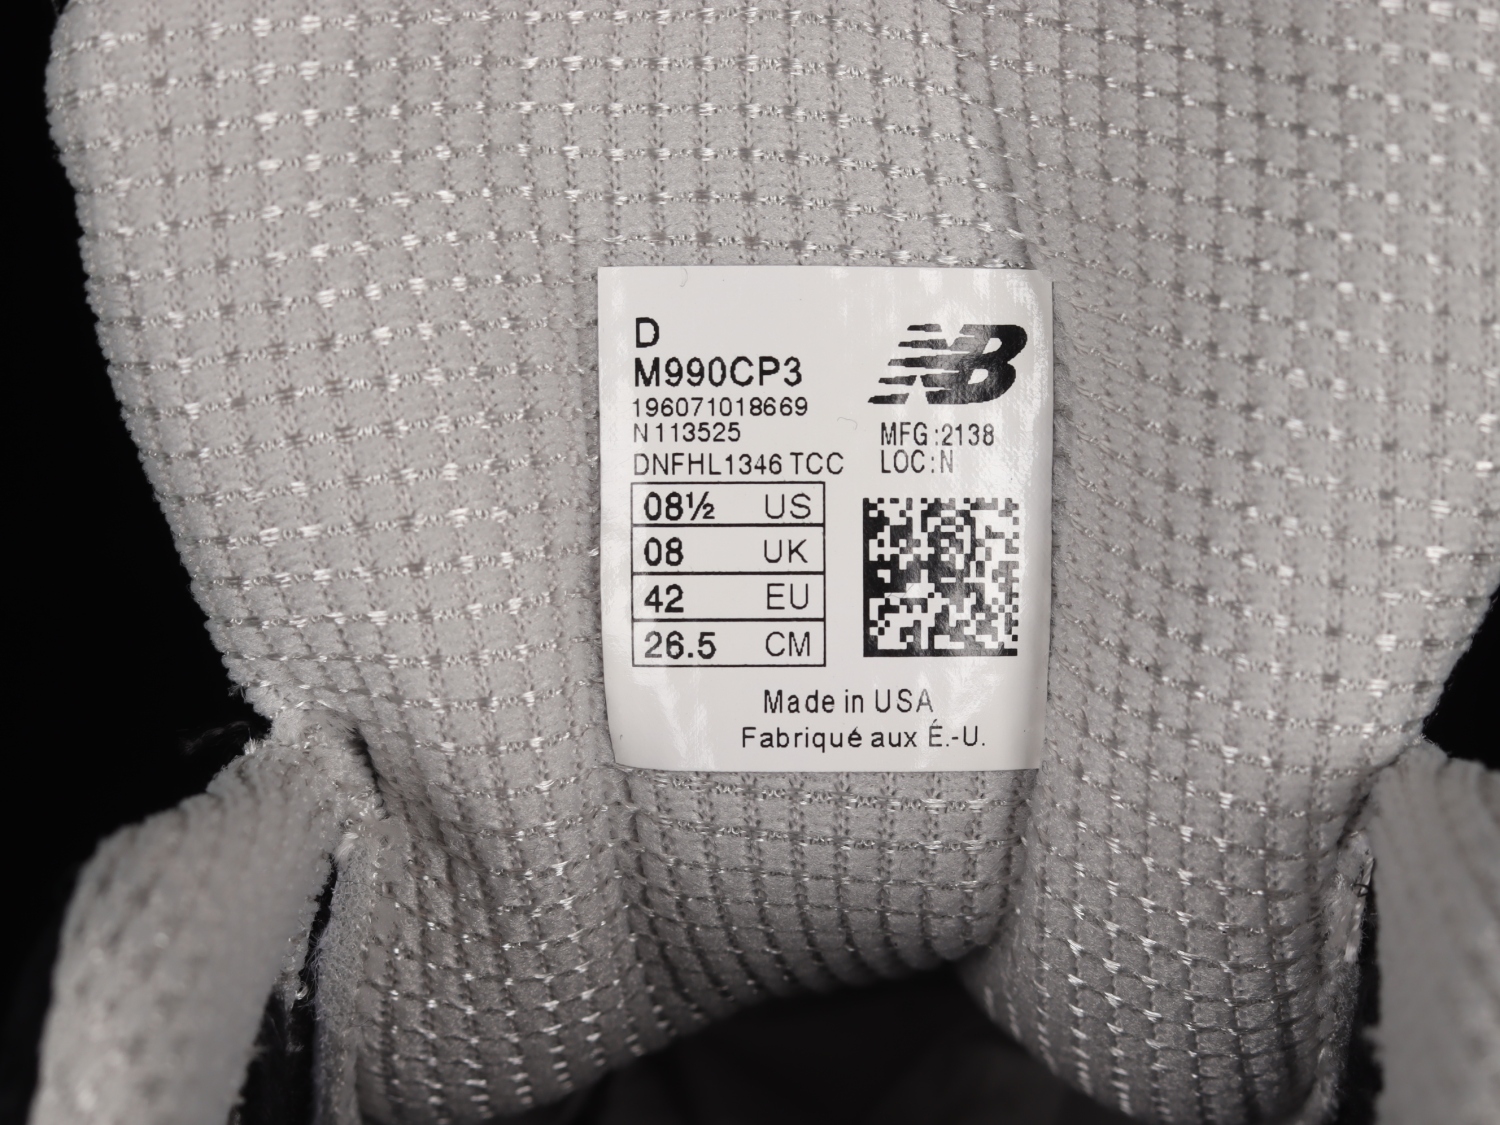 D
M990CP3
196071018669
N113525
DNFHL1346 TCC
NB
MFG:2138
LOC:N
08½ US
08 UK
42 EU
26.5 CM
Made in USA
Fabriqué aux É.-U.